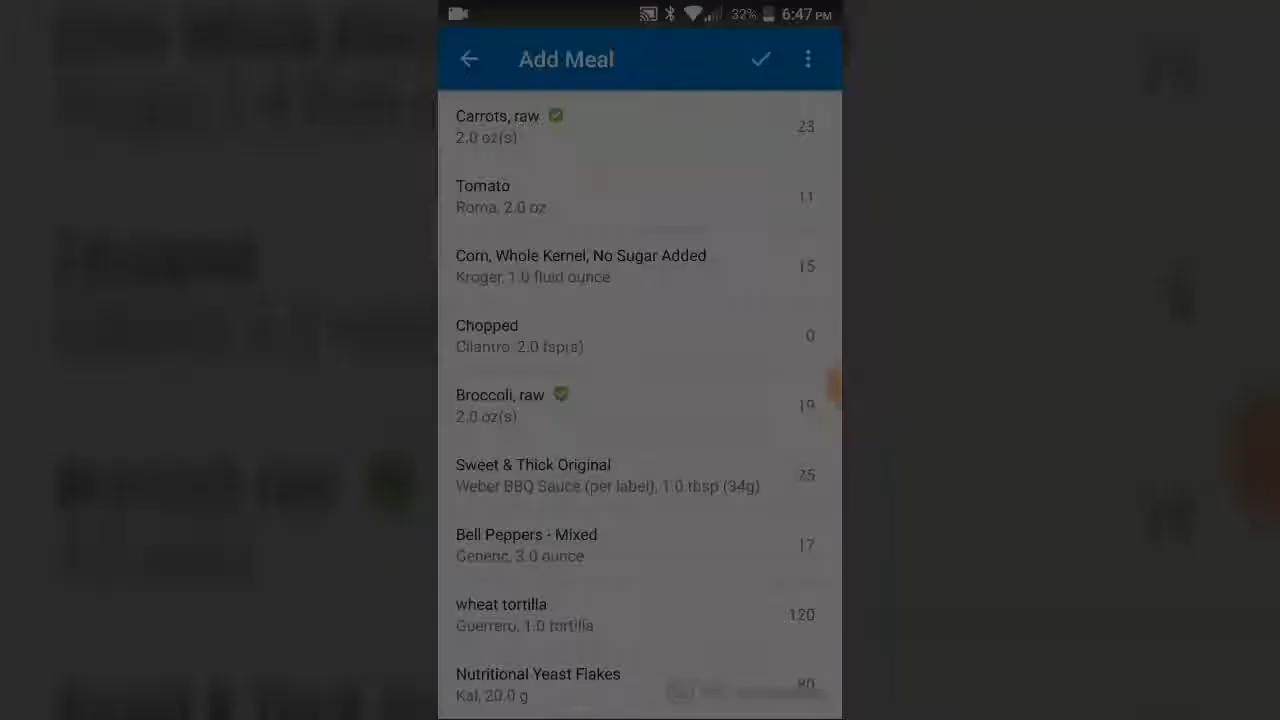 32% 6:47 PM
Add Meal
Carrots, raw
2.0 oz(s)
23
Tomato
Roma, 2.0 oz
11
Corn, Whole Kernel, No Sugar Added
Kroger, 1.0 fluid ounce
15
Chopped
Cilantro, 2.0 tsp(s)
0
Broccoli, raw
2.0 oz(s)
19
Sweet & Thick Original
Weber BBQ Sauce (per label), 1.0 tbsp (34g)
25
Bell Peppers - Mixed
Generic, 3.0 ounce
17
wheat tortilla
Guerrero, 1.0 tortilla
120
Nutritional Yeast Flakes
Kal, 20.0 g
80